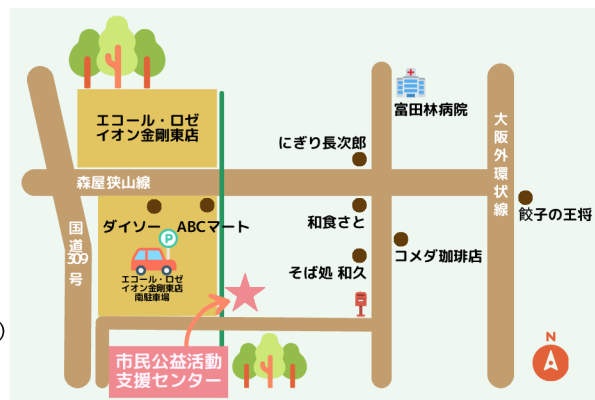 エコール・ロゼ
イオン金剛東店
富田林病院
にぎり長次郎
大阪外環状線
森屋狭山線
国道309号
ダイソー
ABCマート
和食さと
餃子の王将
P
コメダ珈琲店
そば処 和久
エコール・ロゼ
イオン金剛東店
南駐車場
市民公益活動
支援センター
N
)